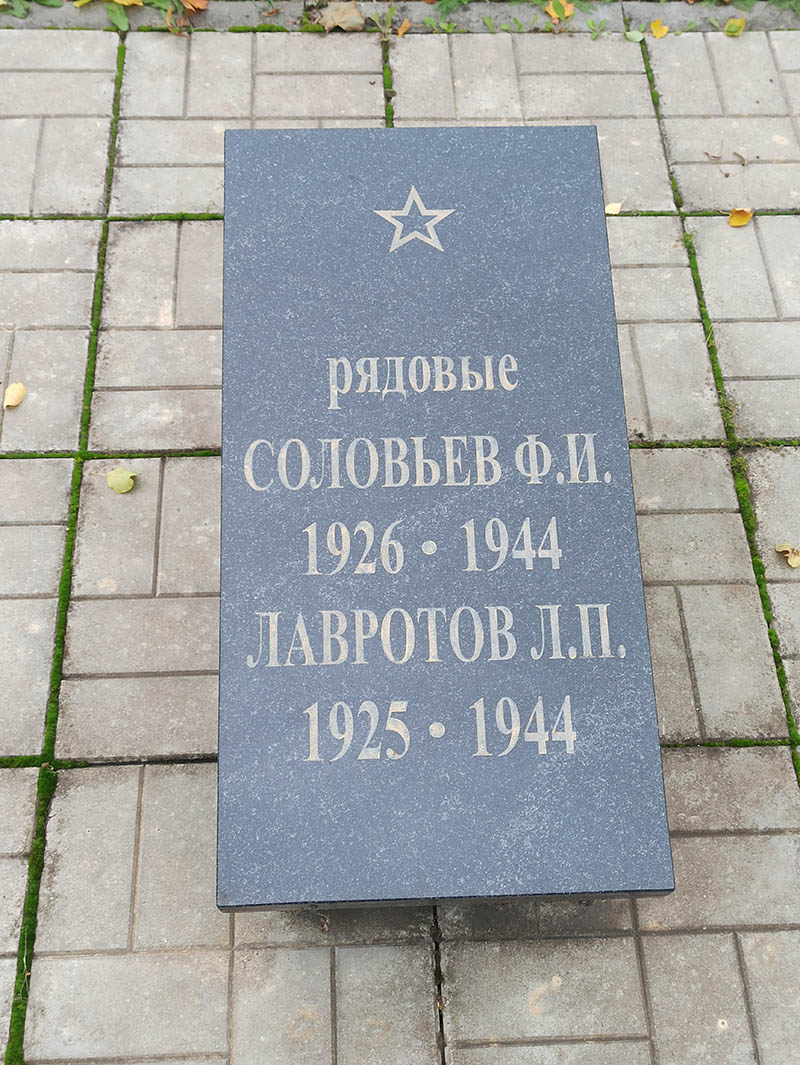 рядовые
СОЛОВЬЕВ Ф.И.
1926 • 1944
ЛАВРОТОВ Л.П.
1925 • 1944